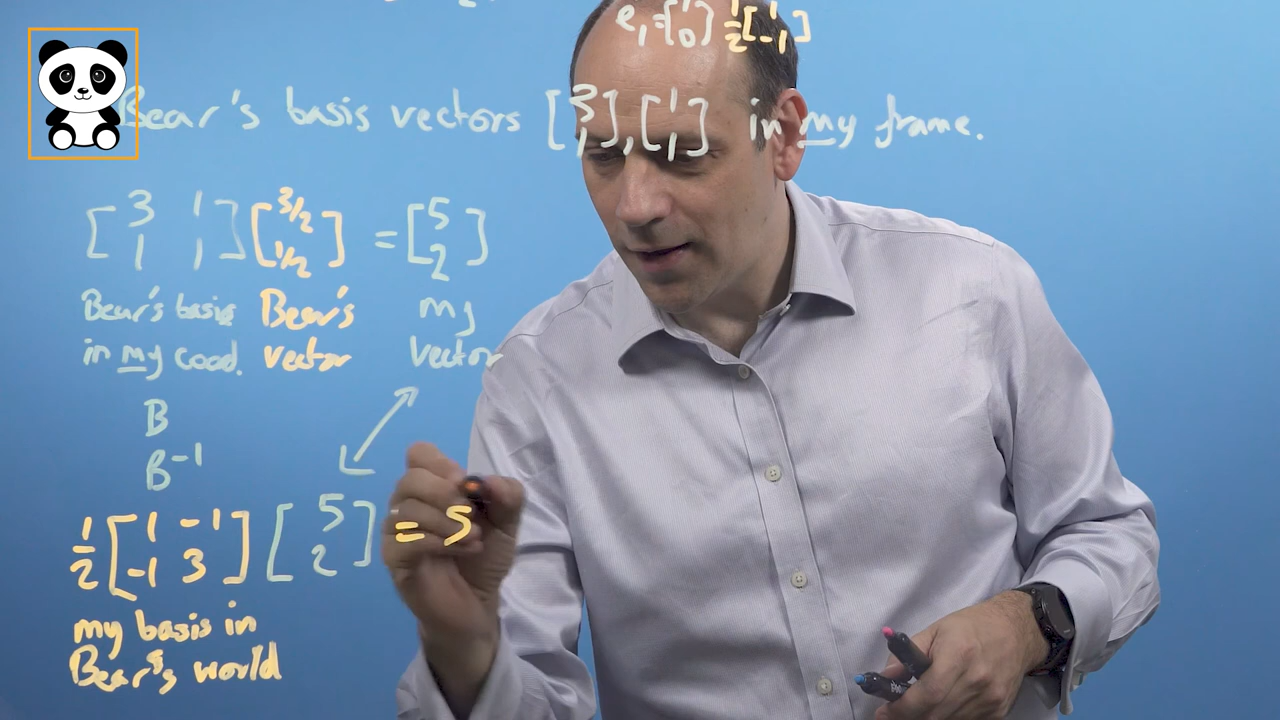 e₁=[1 0] ½[1 -1]
Bear's basis vectors [3 1],[1 1] in my frame.
[3 1 1 1][3/2 1/2] = [5 2]
Bear's basis Bear's my
in my coord. vector vector
B
B⁻¹
½[1 -1 -1 3][5 2] = 5
my basis in
Bear's world